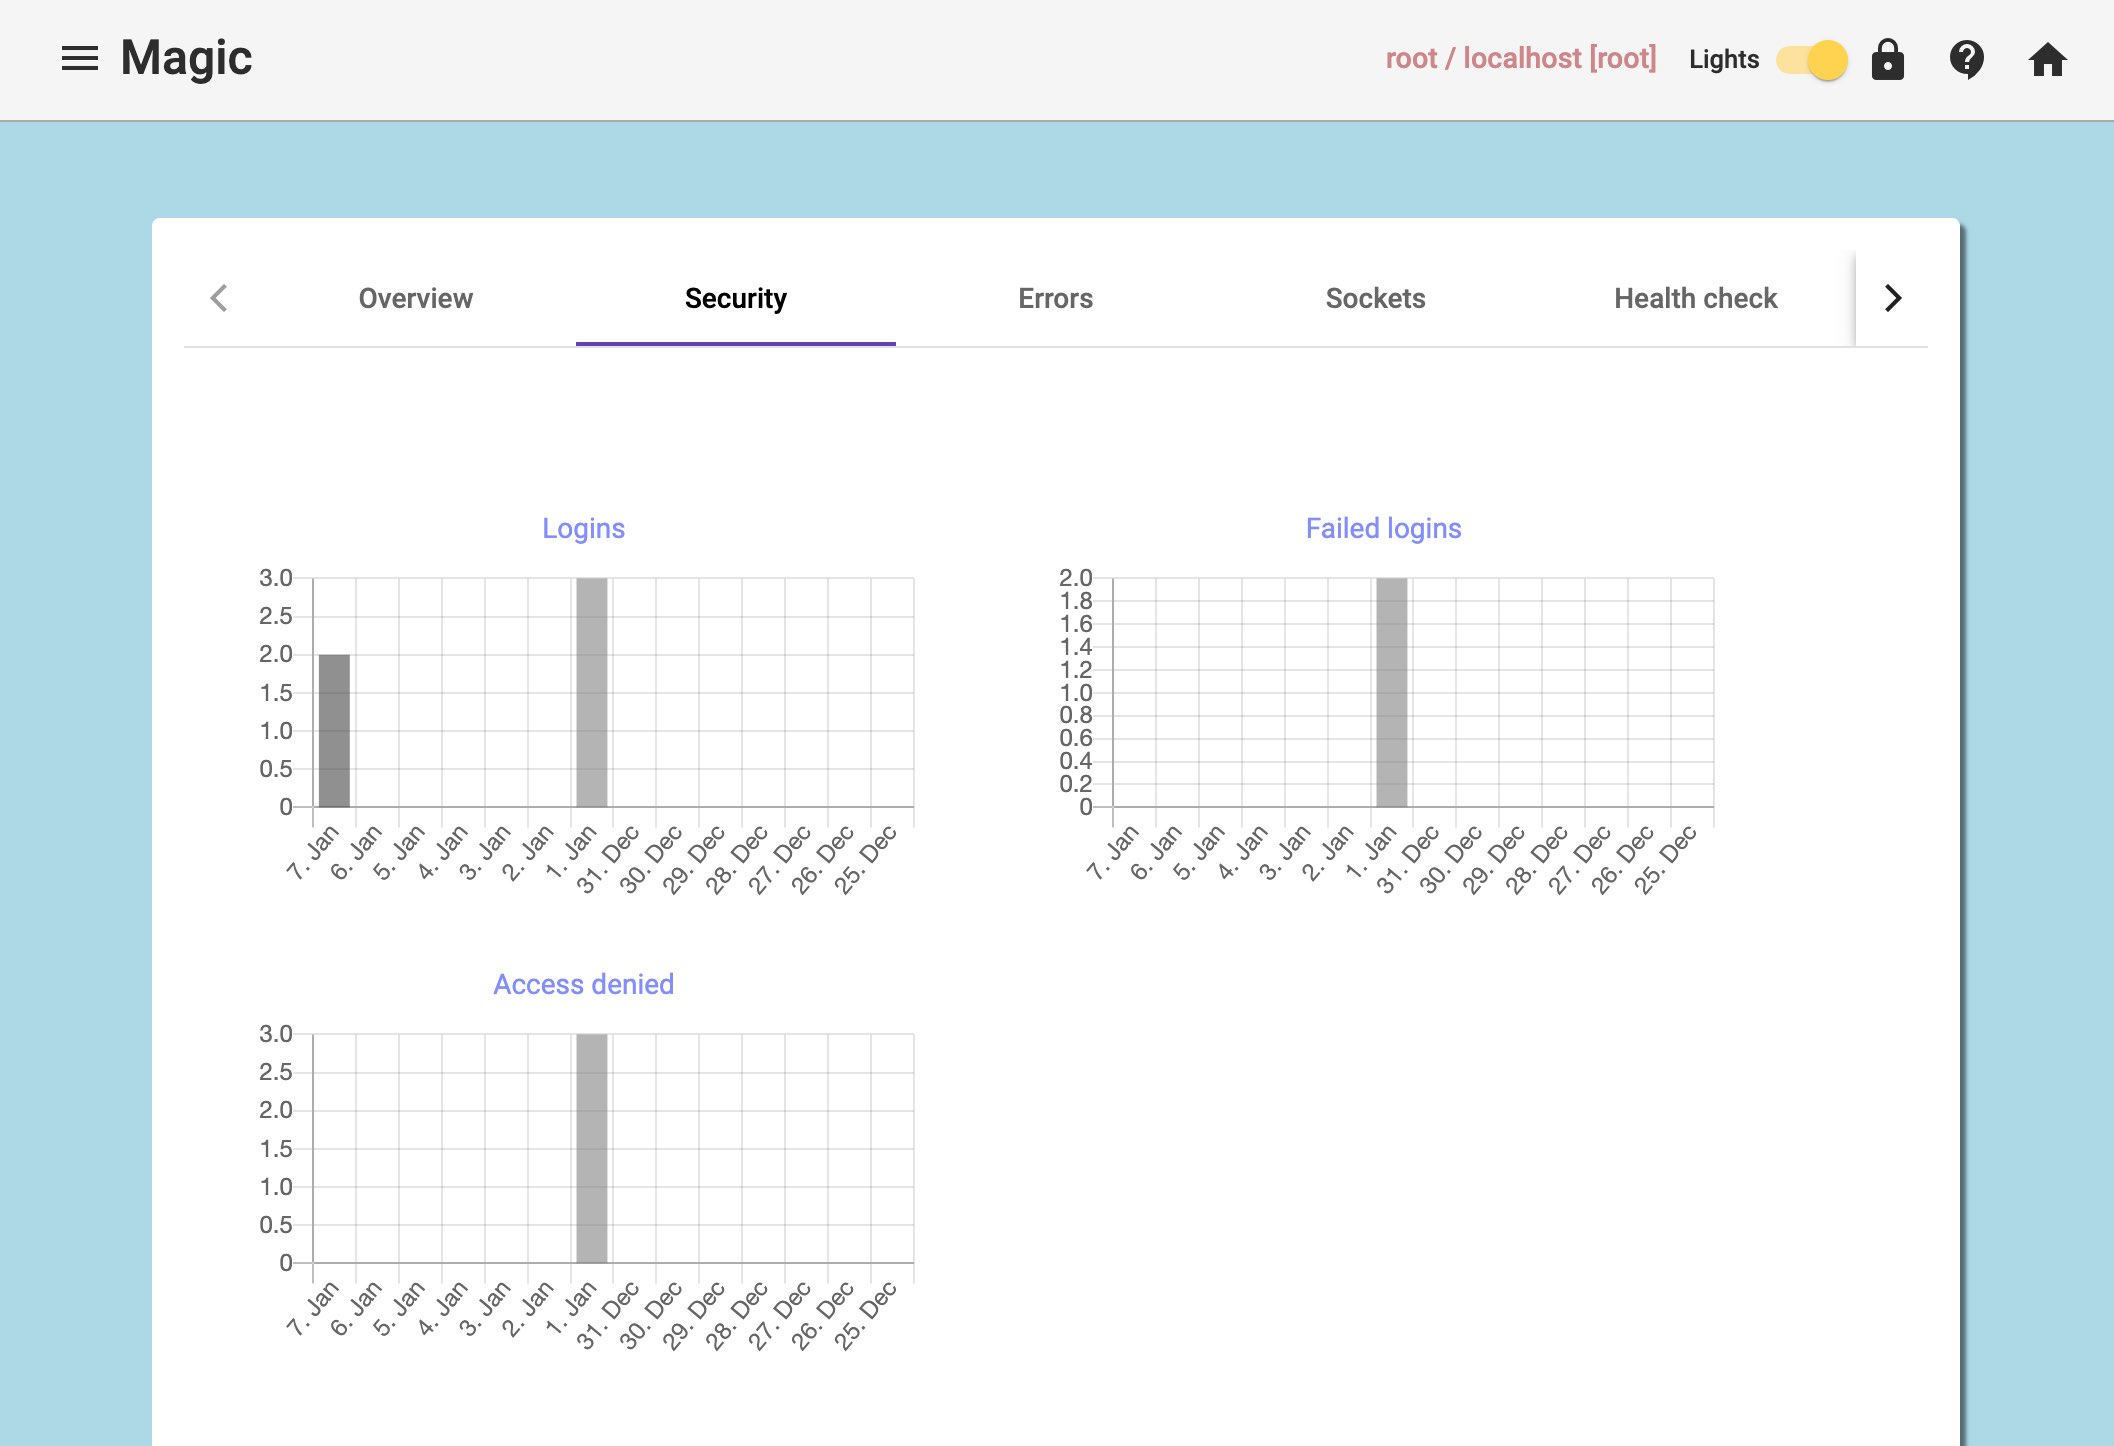 Magic
root / localhost [root]
Lights
Overview
Security
Errors
Sockets
Health check
Logins
3.0
2.5
2.0
1.5
1.0
0.5
0
7. Jan
6. Jan
5. Jan
4. Jan
3. Jan
2. Jan
1. Jan
31. Dec
30. Dec
29. Dec
28. Dec
27. Dec
26. Dec
25. Dec
Failed logins
2.0
1.8
1.6
1.4
1.2
1.0
0.8
0.6
0.4
0.2
0
7. Jan
6. Jan
5. Jan
4. Jan
3. Jan
2. Jan
1. Jan
31. Dec
30. Dec
29. Dec
28. Dec
27. Dec
26. Dec
25. Dec
Access denied
3.0
2.5
2.0
1.5
1.0
0.5
0
7. Jan
6. Jan
5. Jan
4. Jan
3. Jan
2. Jan
1. Jan
31. Dec
30. Dec
29. Dec
28. Dec
27. Dec
26. Dec
25. Dec